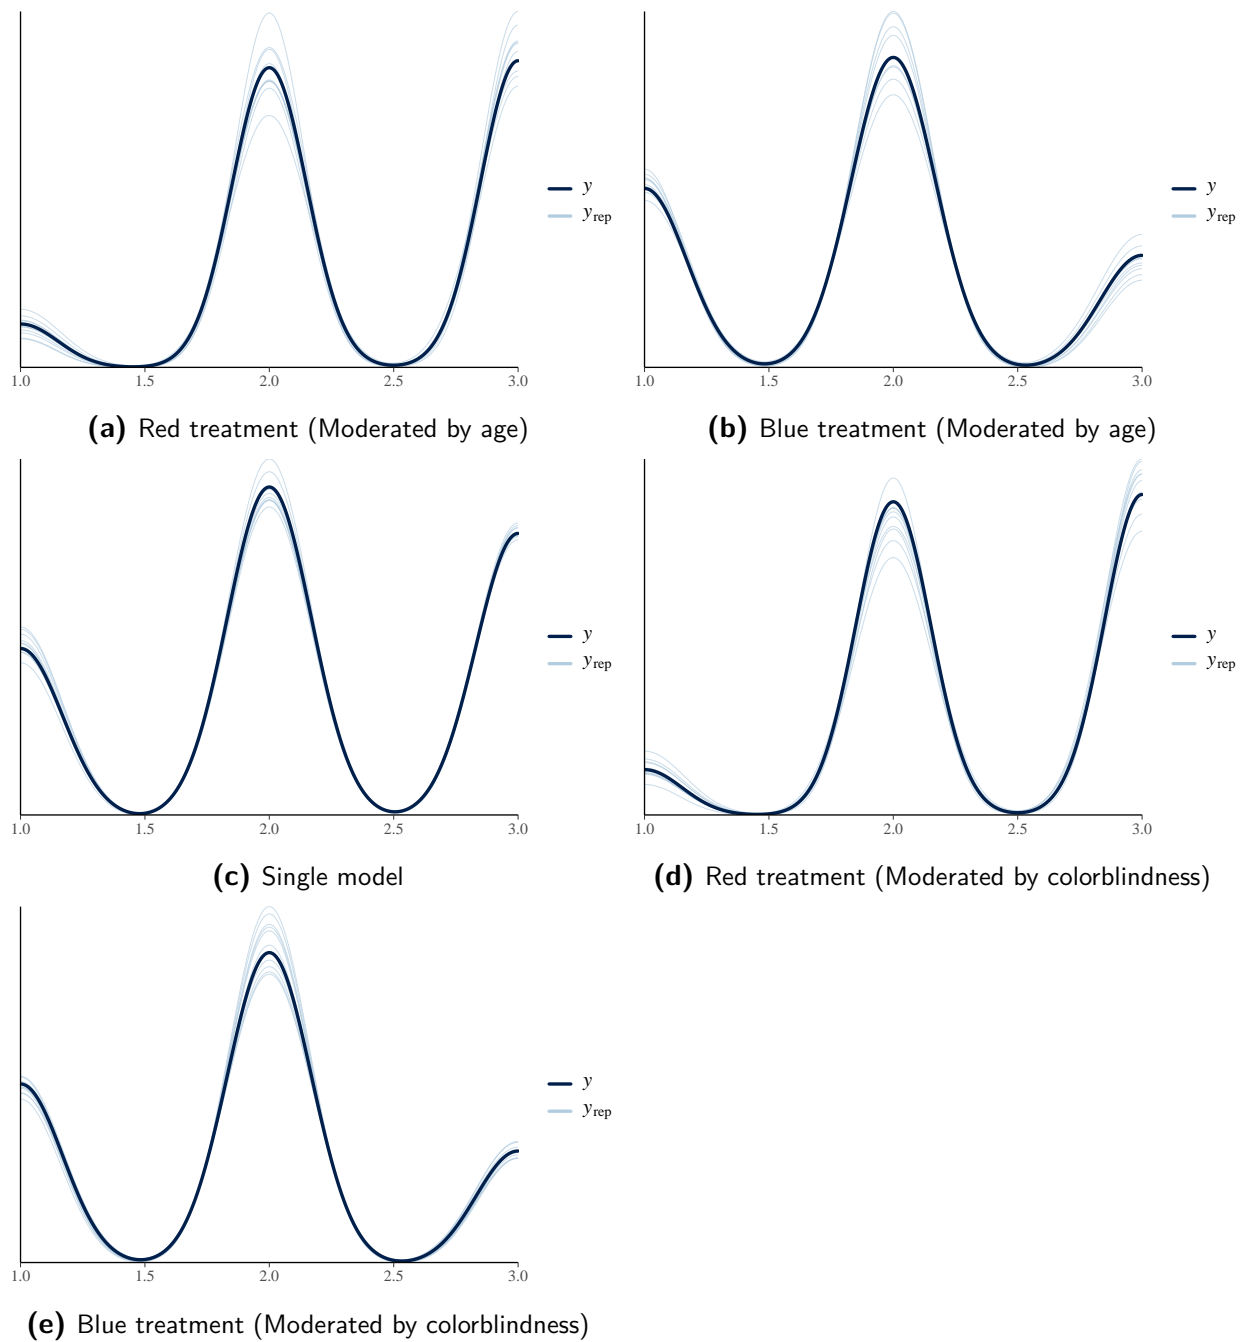 y
y
y_rep
y_rep
1.0 1.5 2.0 2.5 3.0
1.0 1.5 2.0 2.5 3.0
(a) Red treatment (Moderated by age)
(b) Blue treatment (Moderated by age)
y
y
y_rep
y_rep
1.0 1.5 2.0 2.5 3.0
1.0 1.5 2.0 2.5 3.0
(c) Single model
(d) Red treatment (Moderated by colorblindness)
y
y_rep
1.0 1.5 2.0 2.5 3.0
(e) Blue treatment (Moderated by colorblindness)